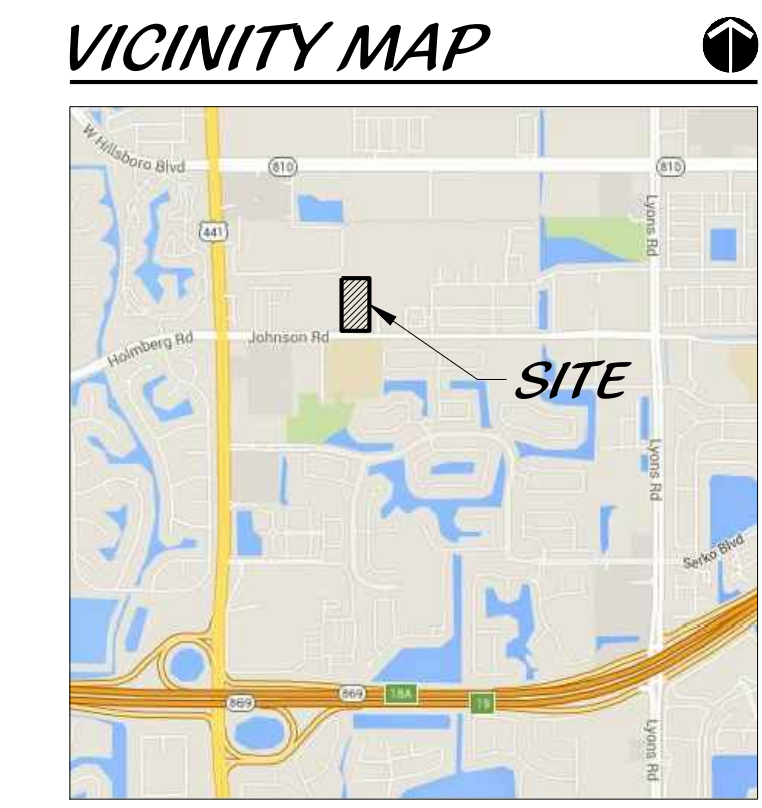 VICINITY MAP
W Hillsboro Blvd
810
810
Lyons Rd
441
Holmberg Rd
Johnson Rd
SITE
Lyons Rd
Serko Blvd
869
869
18A
19
Lyons Rd